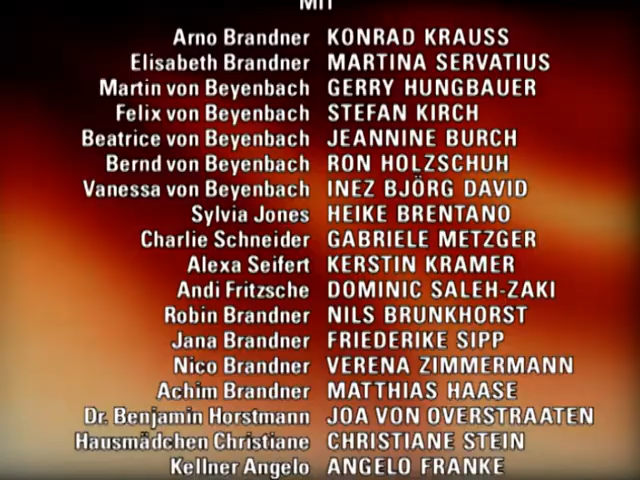 MIT
Arno Brandner KONRAD KRAUSS
Elisabeth Brandner MARTINA SERVATIUS
Martin von Beyenbach GERRY HUNGBAUER
Felix von Beyenbach STEFAN KIRCH
Beatrice von Beyenbach JEANNINE BURCH
Bernd von Beyenbach RON HOLZSCHUH
Vanessa von Beyenbach INEZ BJÖRG DAVID
Sylvia Jones HEIKE BRENTANO
Charlie Schneider GABRIELE METZGER
Alexa Seifert KERSTIN KRAMER
Andi Fritzsche DOMINIC SALEH-ZAKI
Robin Brandner NILS BRUNKHORST
Jana Brandner FRIEDERIKE SIPP
Nico Brandner VERENA ZIMMERMANN
Achim Brandner MATTHIAS HAASE
Dr. Benjamin Horstmann JOA VON OVERSTRAATEN
Hausmädchen Christiane CHRISTIANE STEIN
Kellner Angelo ANGELO FRANKE